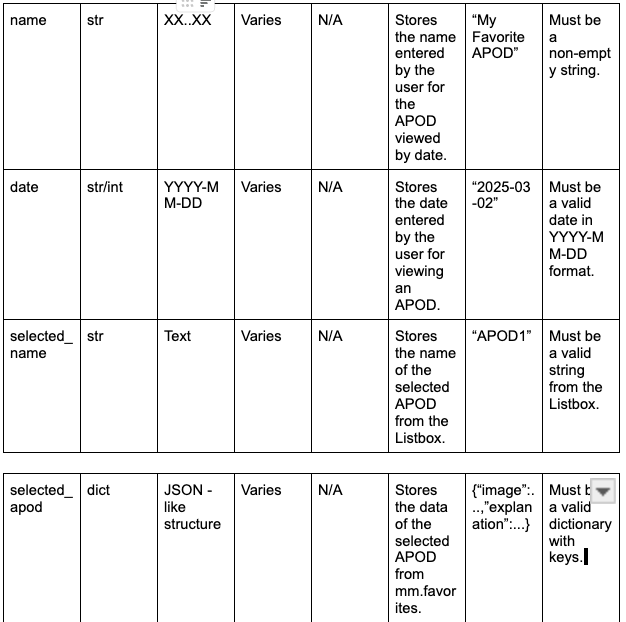 name str XX..XX Varies N/A Stores the name entered by the user for the APOD viewed by date. “My Favorite APOD” Must be a non-empty string.
date str/int YYYY-MM-DD Varies N/A Stores the date entered by the user for viewing an APOD. “2025-03-02” Must be a valid date in YYYY-MM-DD format.
selected_name str Text Varies N/A Stores the name of the selected APOD from the Listbox. “APOD1” Must be a valid string from the Listbox.
selected_apod dict JSON - like structure Varies N/A Stores the data of the selected APOD from mm.favorites. {“image”:...,”explanation”:...} Must a valid dictionary with keys.